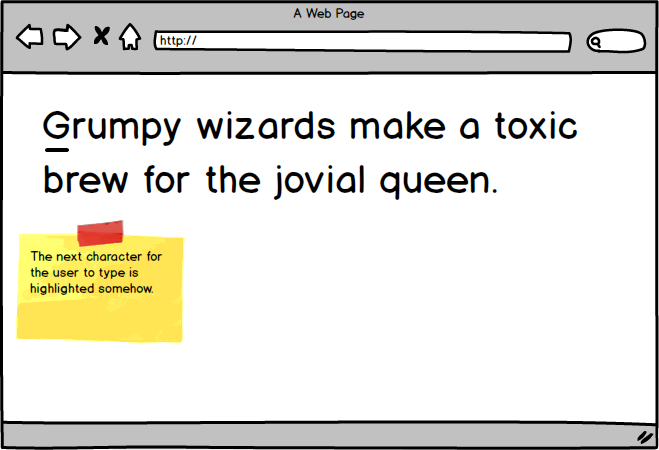 A Web Page
http://
Grumpy wizards make a toxic
brew for the jovial queen.
The next character for
the user to type is
highlighted somehow.